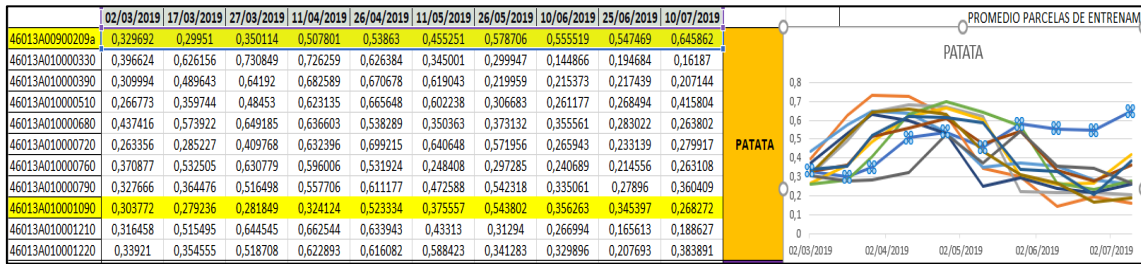 02/03/2019 17/03/2019 27/03/2019 11/04/2019 26/04/2019 11/05/2019 26/05/2019 10/06/2019 25/06/2019 10/07/2019
46013A00900209a 0,329692 0,29951 0,350114 0,507801 0,53863 0,455251 0,578706 0,555519 0,547469 0,645862
46013A010000330 0,396624 0,626156 0,730849 0,726259 0,626384 0,345001 0,299947 0,144866 0,194684 0,16187
46013A010000390 0,309994 0,489643 0,64192 0,682589 0,670678 0,619043 0,219959 0,215373 0,217439 0,207144
46013A010000510 0,266773 0,359744 0,48453 0,623135 0,665648 0,602238 0,306683 0,261177 0,268494 0,415804
46013A010000680 0,437416 0,573922 0,649185 0,636603 0,538289 0,350363 0,373121 0,355561 0,283022 0,263802
46013A010000720 0,263356 0,285227 0,409768 0,632396 0,699215 0,640648 0,571956 0,265943 0,233139 0,279917
46013A010000760 0,370877 0,532505 0,630779 0,596006 0,531924 0,248408 0,297285 0,240689 0,214556 0,263108
46013A010000790 0,327666 0,364476 0,516498 0,557706 0,611177 0,472588 0,542318 0,335061 0,27896 0,360409
46013A010001090 0,303772 0,279236 0,281849 0,324124 0,523334 0,375557 0,543802 0,356263 0,345397 0,268272
46013A010001210 0,316458 0,515495 0,644545 0,662544 0,633943 0,43313 0,31294 0,266994 0,165613 0,188627
46013A010001220 0,33921 0,354555 0,518708 0,622893 0,616082 0,588423 0,341283 0,329896 0,207693 0,383891
PATATA
PROMEDIO PARCELAS DE ENTRENAM
PATATA
0,8
0,7
0,6
0,5
0,4
0,3
0,2
0,1
0
02/03/2019 02/04/2019 02/05/2019 02/06/2019 02/07/2019